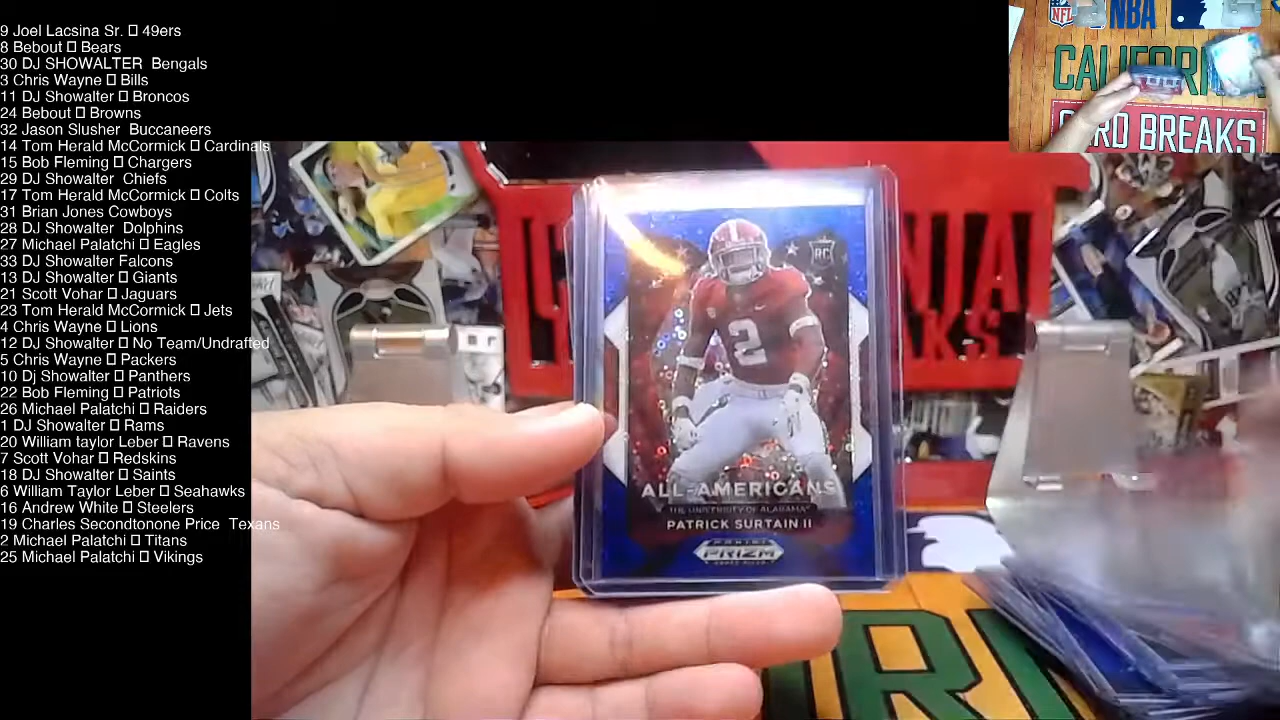 9 Joel Lacsina Sr. 🏈 49ers
8 Bebout 🏈 Bears
30 DJ SHOWALTER  Bengals
3 Chris Wayne 🏈 Bills
11 DJ Showalter 🏈 Broncos
24 Bebout 🏈 Browns
32 Jason Slusher  Buccaneers
14 Tom Herald McCormick 🏈 Cardinals
15 Bob Fleming 🏈 Chargers
29 DJ Showalter  Chiefs
17 Tom Herald McCormick 🏈 Colts
31 Brian Jones Cowboys
28 DJ Showalter  Dolphins
27 Michael Palatchi 🏈 Eagles
33 DJ Showalter Falcons
13 DJ Showalter 🏈 Giants
21 Scott Vohar 🏈 Jaguars
23 Tom Herald McCormick 🏈 Jets
4 Chris Wayne 🏈 Lions
12 DJ Showalter 🏈 No Team/Undrafted
5 Chris Wayne 🏈 Packers
10 Dj Showalter 🏈 Panthers
22 Bob Fleming 🏈 Patriots
26 Michael Palatchi 🏈 Raiders
1 DJ Showalter 🏈 Rams
20 William taylor Leber 🏈 Ravens
7 Scott Vohar 🏈 Redskins
18 DJ Showalter 🏈 Saints
6 William Taylor Leber 🏈 Seahawks
16 Andrew White 🏈 Steelers
19 Charles Secondtonone Price  Texans
2 Michael Palatchi 🏈 Titans
25 Michael Palatchi 🏈 Vikings
NFL NBA
BREAKS
RC
2
ALL-AMERICANS
THE UNIVERSITY OF ALABAMA
PATRICK SURTAIN II
PANINI
PRIZM
DRAFT PICKS